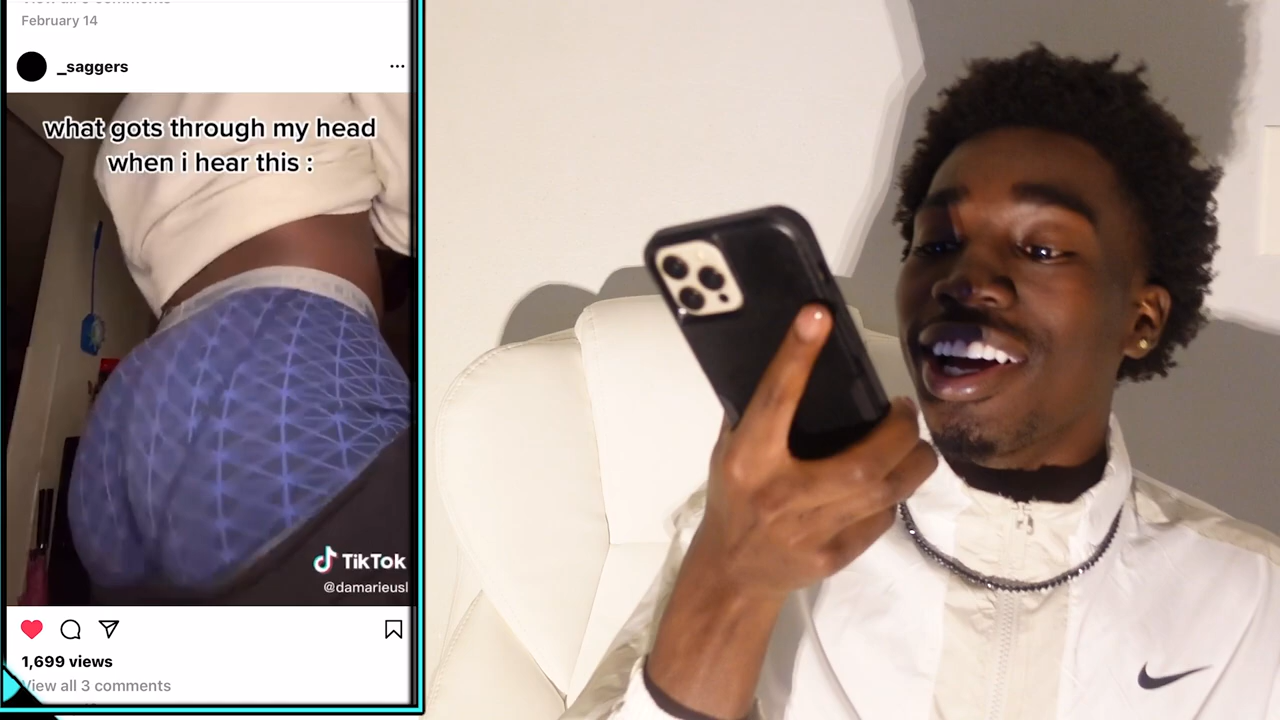 February 14
_saggers
what gots through my head
when i hear this :
TikTok
@damarieusl
1,699 views
View all 3 comments